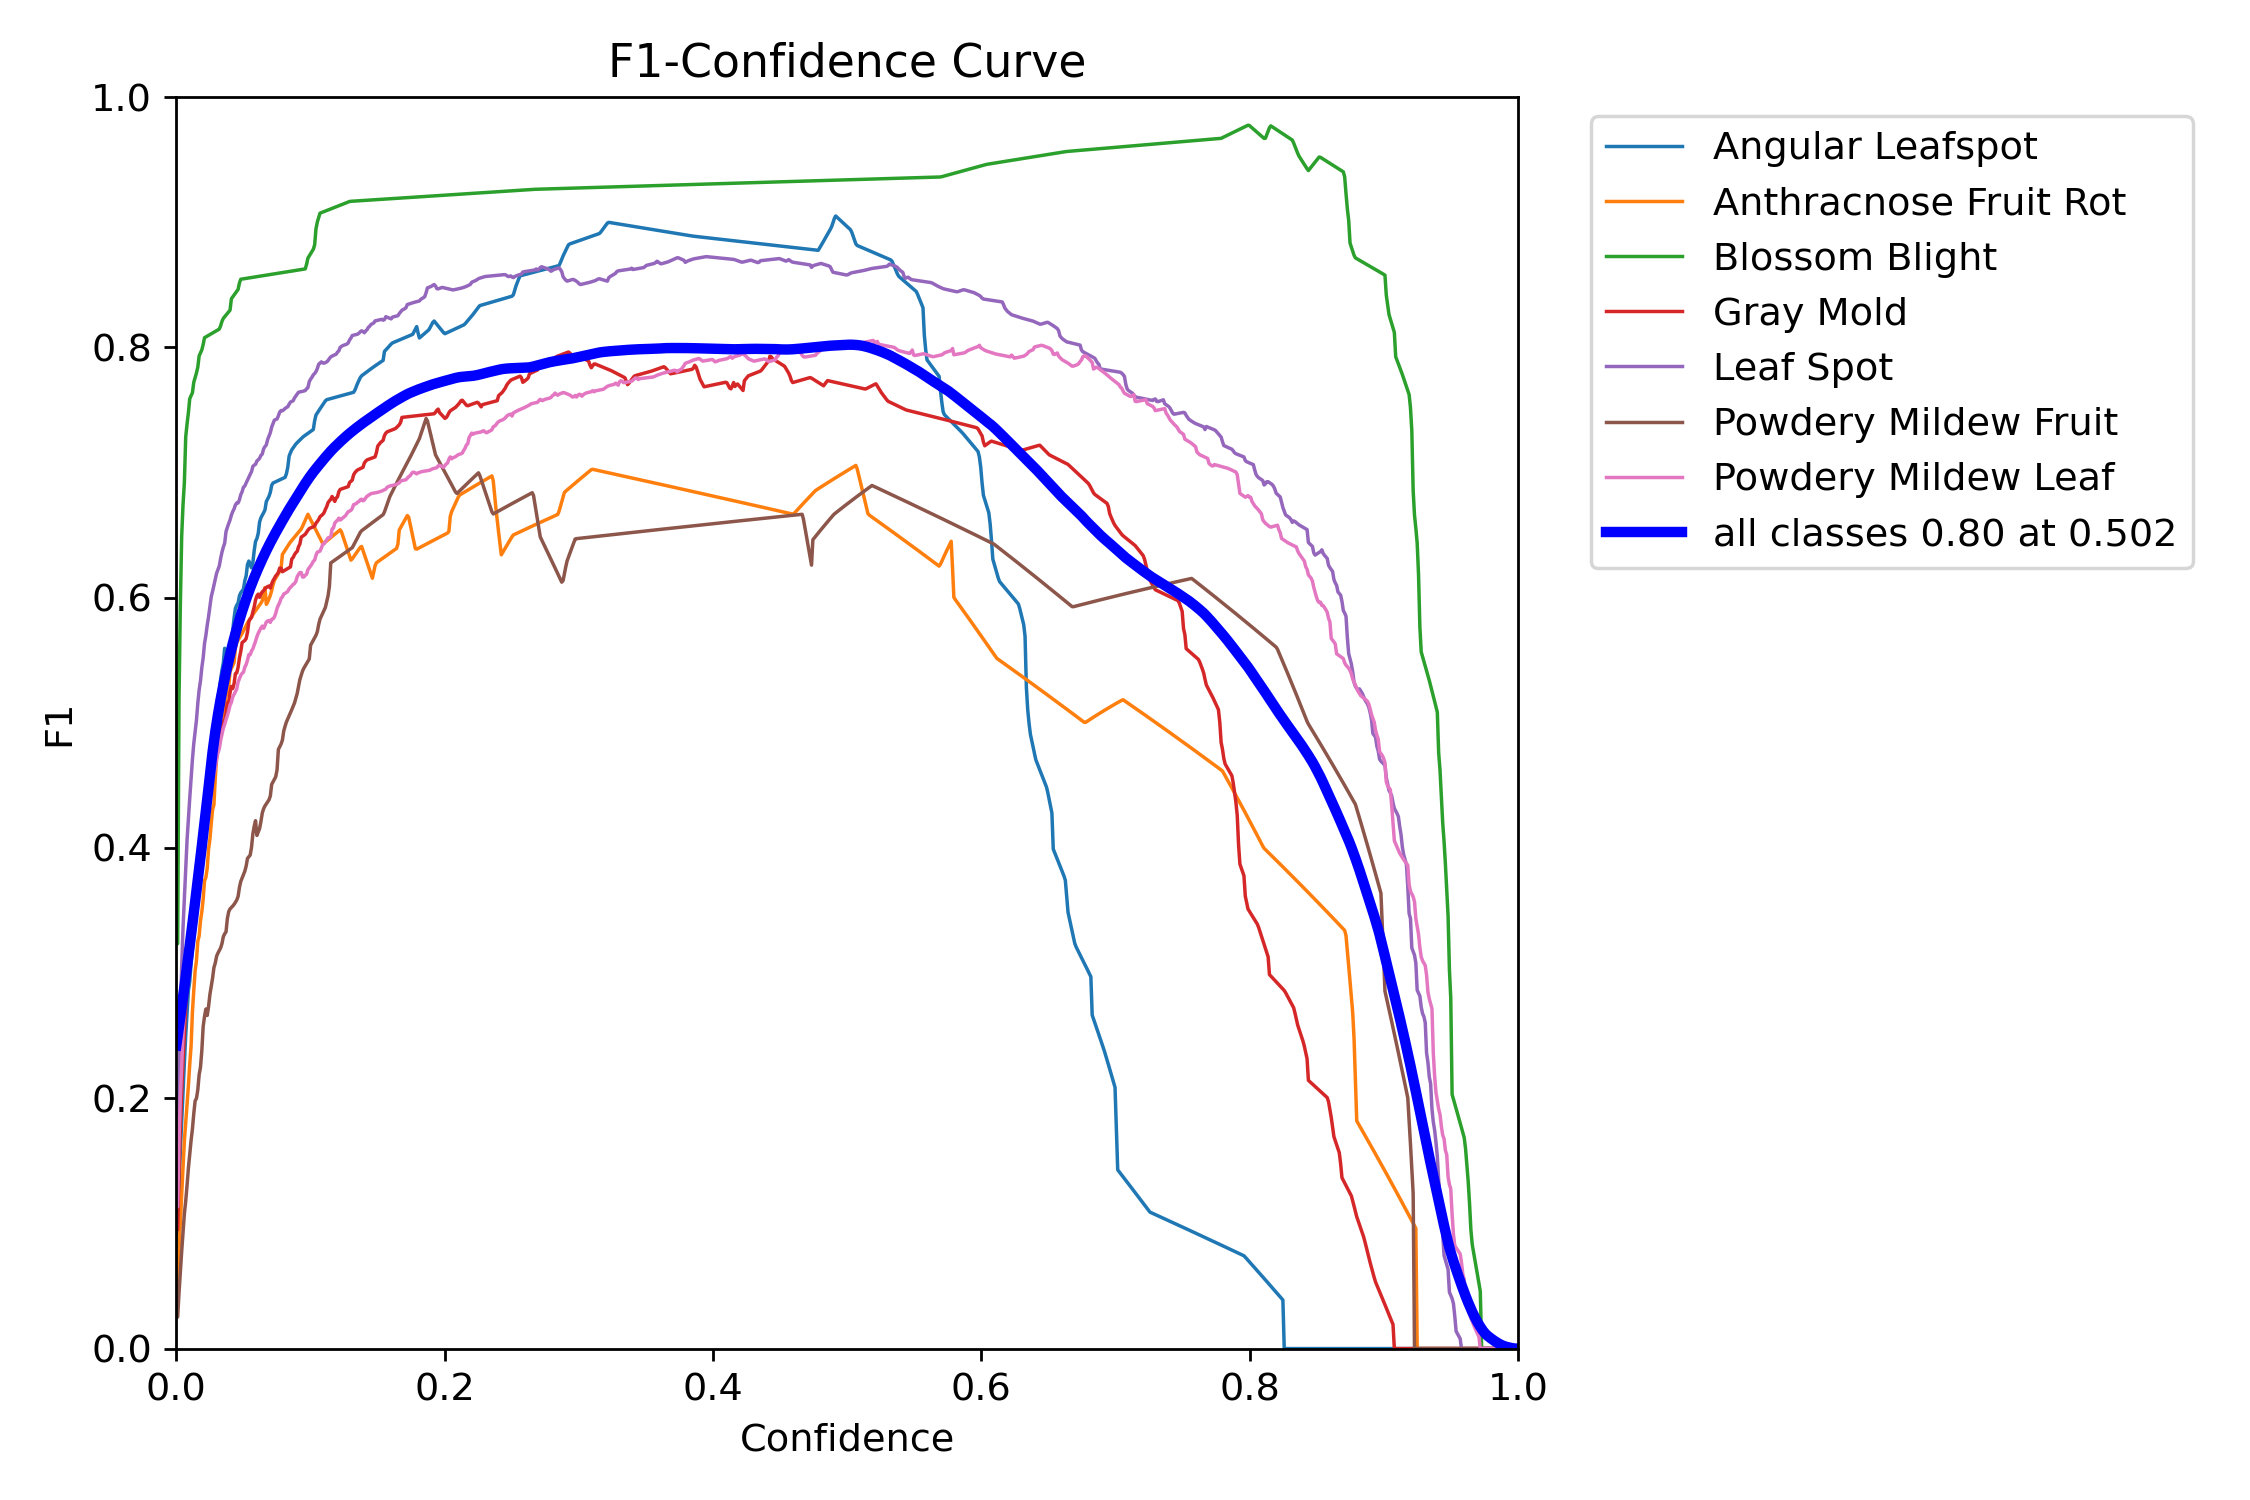 F1-Confidence Curve
1.0
0.8
0.6
0.4
0.2
0.0
F1
0.0 0.2 0.4 0.6 0.8 1.0
Confidence
Angular Leafspot
Anthracnose Fruit Rot
Blossom Blight
Gray Mold
Leaf Spot
Powdery Mildew Fruit
Powdery Mildew Leaf
all classes 0.80 at 0.502